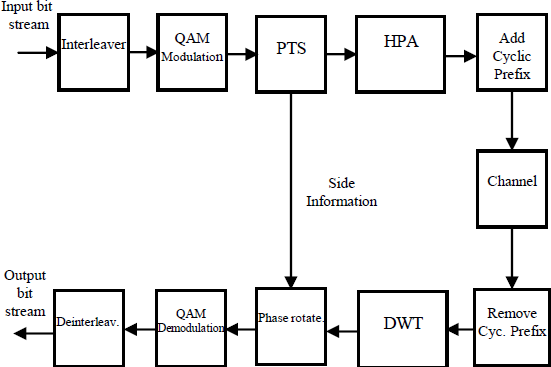 Input bit
stream
Interleaver
QAM
Modulation
PTS
HPA
Add
Cyclic
Prefix
Side
Information
Channel
Output
bit
stream
Deinterleav.
QAM
Demodulation
Phase rotate.
DWT
Remove
Cyc. Prefix